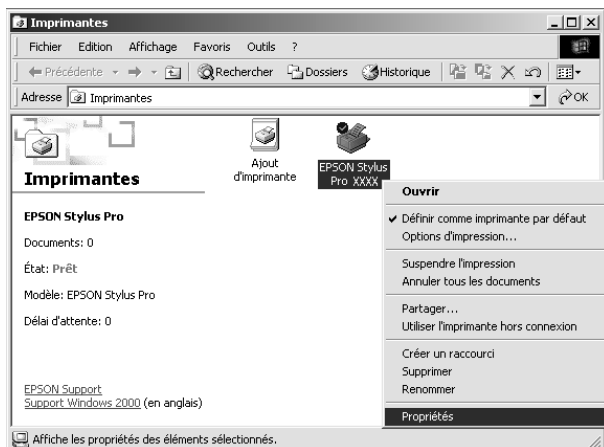 Imprimantes
Fichier Edition Affichage Favoris Outils ?
Précédente Rechercher Dossiers Historique
Adresse Imprimantes OK
Imprimantes
EPSON Stylus Pro
Documents: 0
État: Prêt
Modèle: EPSON Stylus Pro
Délai d'attente: 0
EPSON Support
Support Windows 2000 (en anglais)
Ajout
d'imprimante
EPSON Stylus
Pro XXXX
Ouvrir
Définir comme imprimante par défaut
Options d'impression...
Suspendre l'impression
Annuler tous les documents
Partager...
Utiliser l'imprimante hors connexion
Créer un raccourci
Supprimer
Renommer
Propriétés
Affiche les propriétés des éléments sélectionnés.